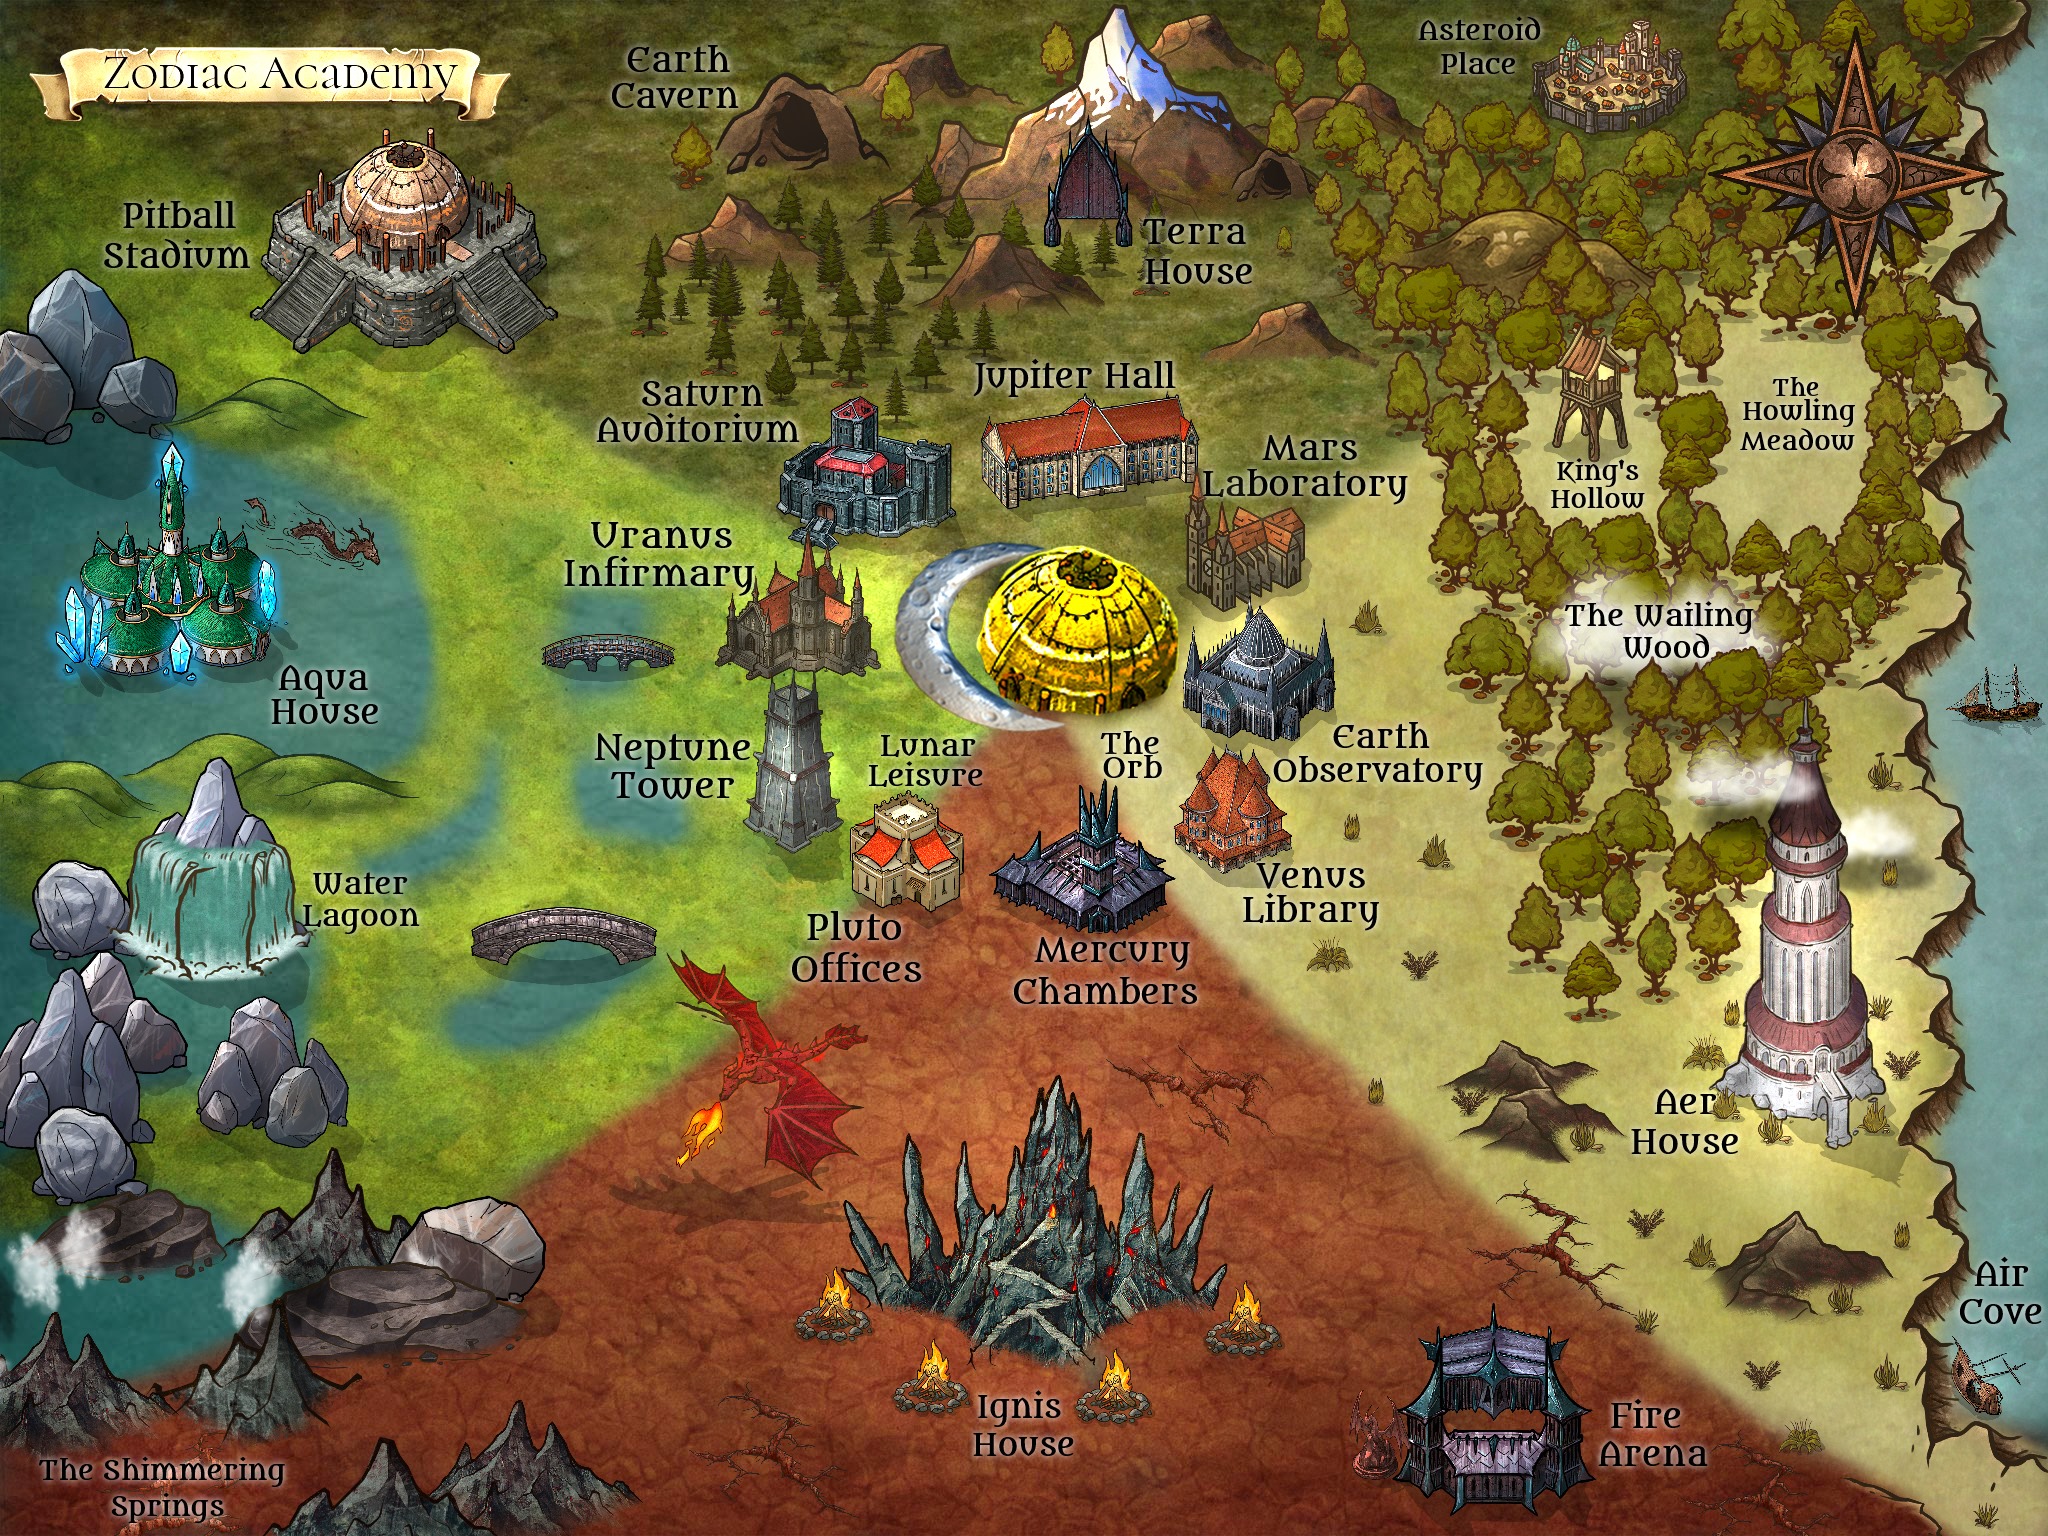 Zodiac Academy
Earth
Cavern
Asteroid
Place
Pitball
Stadium
Terra
House
Saturn
Auditorium
Jupiter Hall
Mars
Laboratory
King's
Hollow
The
Howling
Meadow
Uranus
Infirmary
The Wailing
Wood
Aqua
House
Neptune
Tower
Lunar
Leisure
The
Orb
Earth
Observatory
Water
Lagoon
Pluto
Offices
Mercury
Chambers
Venus
Library
Aer
House
Air
Cove
Ignis
House
Fire
Arena
The Shimmering
Springs